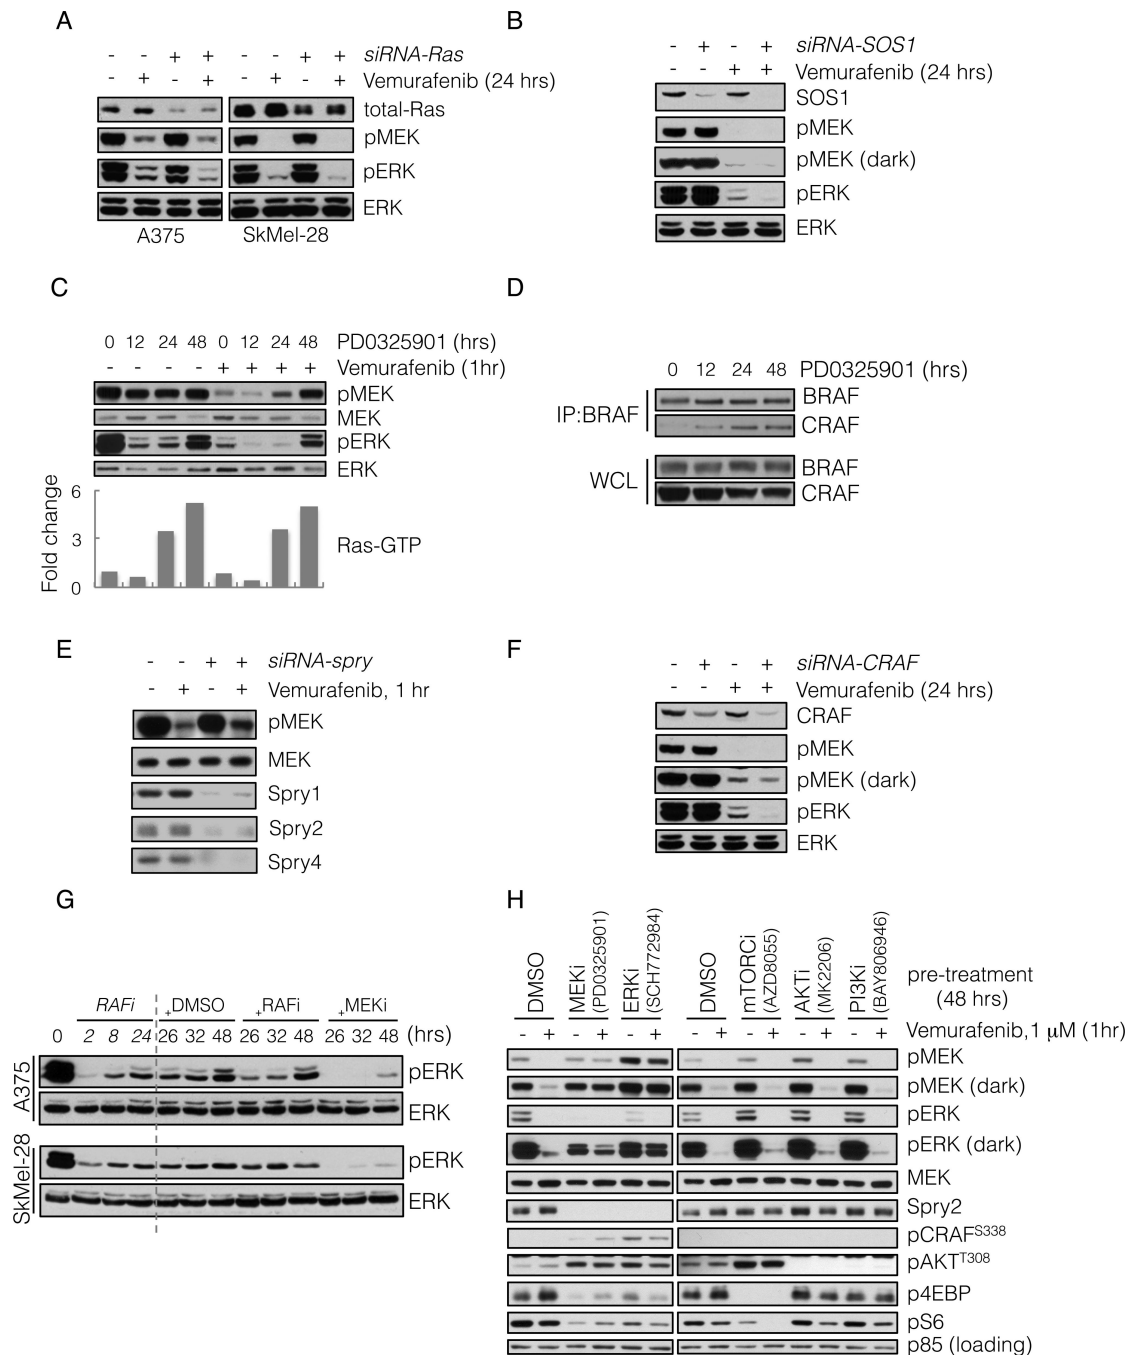 A
- - + + - - + + siRNA-Ras
- + - + - + - + Vemurafenib (24 hrs)
total-Ras
pMEK
pERK
ERK
A375 SkMel-28
B
- + - + siRNA-SOS1
- - + + Vemurafenib (24 hrs)
SOS1
pMEK
pMEK (dark)
pERK
ERK
C
0 12 24 48 0 12 24 48 PD0325901 (hrs)
- - - - + + + + Vemurafenib (1hr)
pMEK
MEK
pERK
ERK
Fold change
6
3
0
Ras-GTP
D
0 12 24 48 PD0325901 (hrs)
IP:BRAF
BRAF
CRAF
WCL
BRAF
CRAF
E
- - + + siRNA-spry
- + - + Vemurafenib, 1 hr
pMEK
MEK
Spry1
Spry2
Spry4
F
- + - + siRNA-CRAF
- - + + Vemurafenib (24 hrs)
CRAF
pMEK
pMEK (dark)
pERK
ERK
G
RAFi +DMSO +RAFi +MEKi
0 2 8 24 26 32 48 26 32 48 26 32 48 (hrs)
A375
pERK
ERK
SkMel-28
pERK
ERK
H
DMSO
MEKi
(PD0325901)
ERKi
(SCH772984)
DMSO
mTORCi
(AZD8055)
AKTi
(MK2206)
PI3Ki
(BAY806946)
pre-treatment
(48 hrs)
- + - + - + - + - + - + - + Vemurafenib,1 μM (1hr)
pMEK
pMEK (dark)
pERK
pERK (dark)
MEK
Spry2
pCRAFS338
pAKTT308
p4EBP
pS6
p85 (loading)